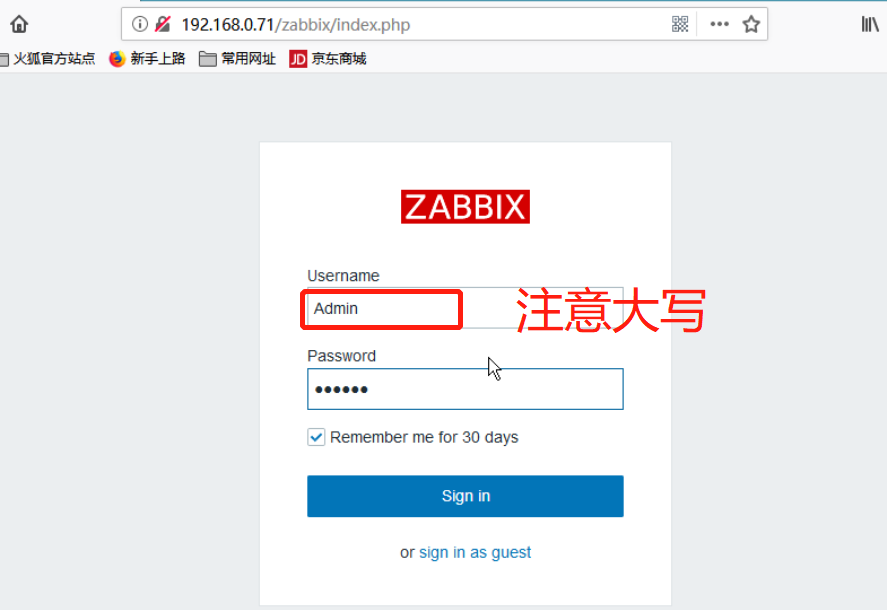 192.168.0.71/zabbix/index.php
火狐官方站点 新手上路 常用网址 JD 京东商城
ZABBIX
Username
Admin 注意大写
Password
••••••
Remember me for 30 days
Sign in
or sign in as guest